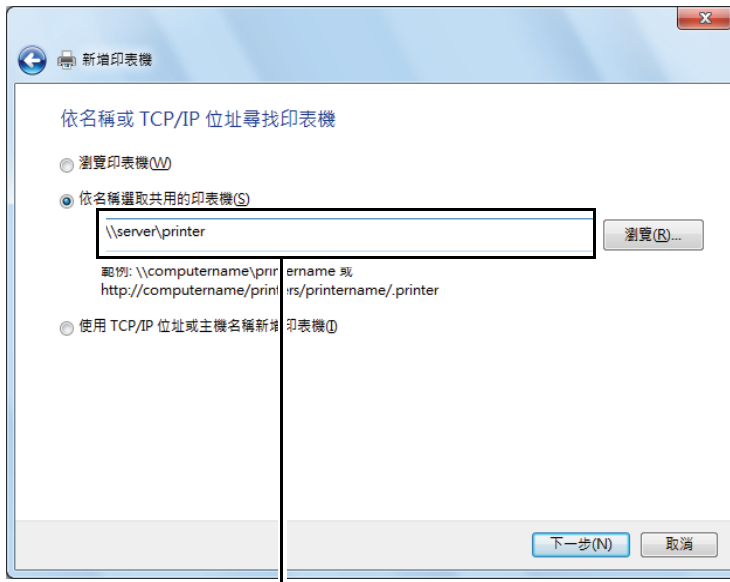 新增印表機
依名稱或 TCP/IP 位址尋找印表機
瀏覽印表機(W)
依名稱選取共用的印表機(S)
\\server\printer
瀏覽(R)...
範例: \\computername\printername 或
http://computername/printers/printername/.printer
使用 TCP/IP 位址或主機名稱新增印表機(I)
下一步(N)
取消